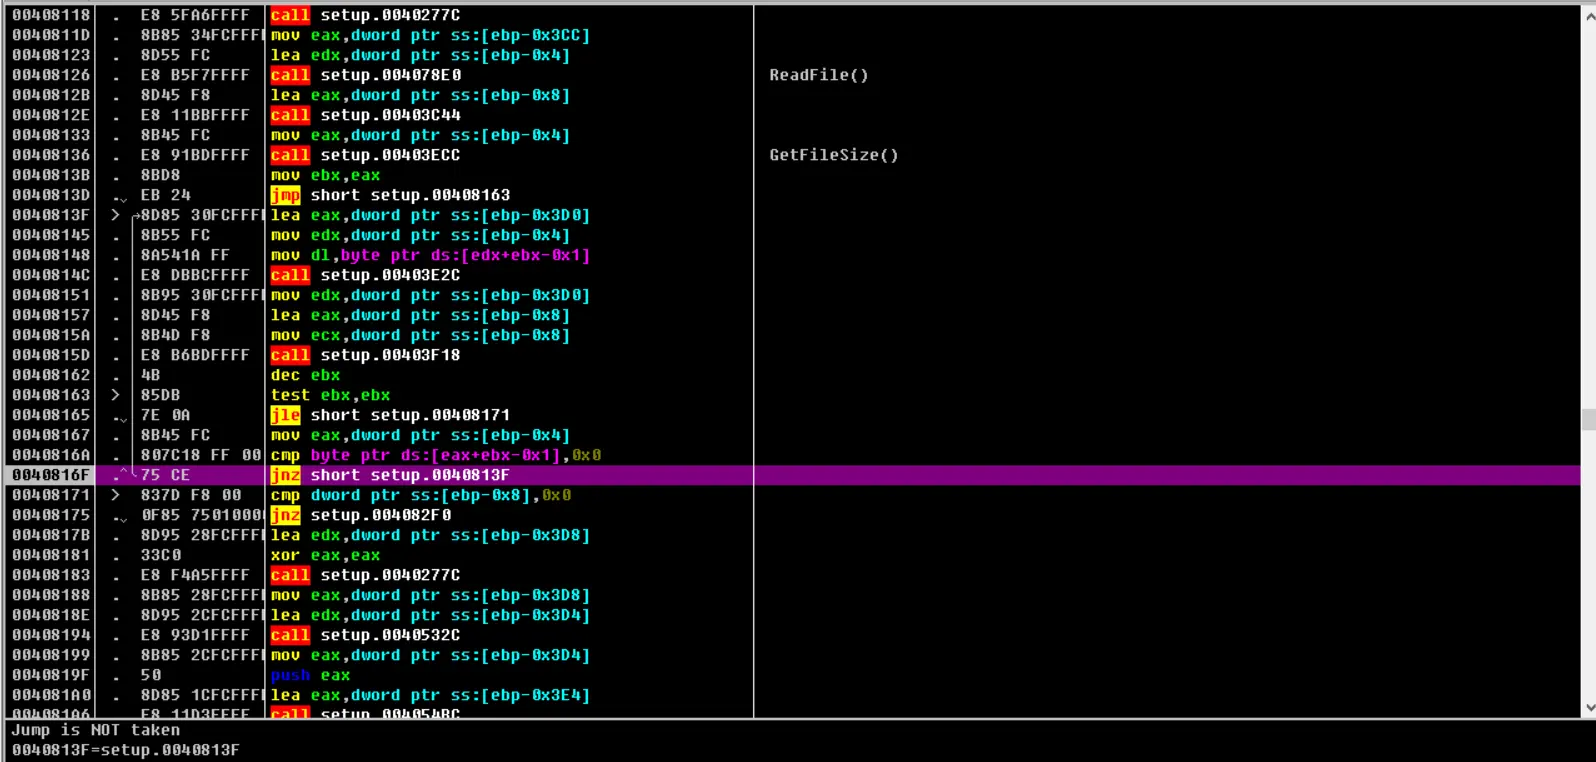 00408118 . E8 5FA6FFFF call setup.0040277C
0040811D . 8B85 34FCFFFF mov eax,dword ptr ss:[ebp-0x3CC]
00408123 . 8D55 FC lea edx,dword ptr ss:[ebp-0x4]
00408126 . E8 B5F7FFFF call setup.004078E0 ReadFile()
0040812B . 8D45 F8 lea eax,dword ptr ss:[ebp-0x8]
0040812E . E8 11BBFFFF call setup.00403C44
00408133 . 8B45 FC mov eax,dword ptr ss:[ebp-0x4]
00408136 . E8 91BDFFFF call setup.00403ECC GetFileSize()
0040813B . 8BD8 mov ebx,eax
0040813D . EB 24 jmp short setup.00408163
0040813F > 8D85 30FCFFFF lea eax,dword ptr ss:[ebp-0x3D0]
00408145 . 8B55 FC mov edx,dword ptr ss:[ebp-0x4]
00408148 . 8A541A FF mov dl,byte ptr ds:[edx+ebx-0x1]
0040814C . E8 DBBCFFFF call setup.00403E2C
00408151 . 8B95 30FCFFFF mov edx,dword ptr ss:[ebp-0x3D0]
00408157 . 8D45 F8 lea eax,dword ptr ss:[ebp-0x8]
0040815A . 8B4D F8 mov ecx,dword ptr ss:[ebp-0x8]
0040815D . E8 B6BDFFFF call setup.00403F18
00408162 . 4B dec ebx
00408163 > 85DB test ebx,ebx
00408165 . 7E 0A jle short setup.00408171
00408167 . 8B45 FC mov eax,dword ptr ss:[ebp-0x4]
0040816A . 807C18 FF 00 cmp byte ptr ds:[eax+ebx-0x1],0x0
0040816F .^ 75 CE jnz short setup.0040813F
00408171 > 837D F8 00 cmp dword ptr ss:[ebp-0x8],0x0
00408175 . 0F85 7501000 jnz setup.004082F0
0040817B . 8D95 28FCFFFF lea edx,dword ptr ss:[ebp-0x3D8]
00408181 . 33C0 xor eax,eax
00408183 . E8 F4A5FFFF call setup.0040277C
00408188 . 8B85 28FCFFFF mov eax,dword ptr ss:[ebp-0x3D8]
0040818E . 8D95 2CFCFFFF lea edx,dword ptr ss:[ebp-0x3D4]
00408194 . E8 93D1FFFF call setup.0040532C
00408199 . 8B85 2CFCFFFF mov eax,dword ptr ss:[ebp-0x3D4]
0040819F . 50 push eax
004081A0 . 8D85 1CFCFFFF lea eax,dword ptr ss:[ebp-0x3E4]
004081A6 . E8 11D3FFFF call setup.004054BC
Jump is NOT taken
0040813F=setup.0040813F